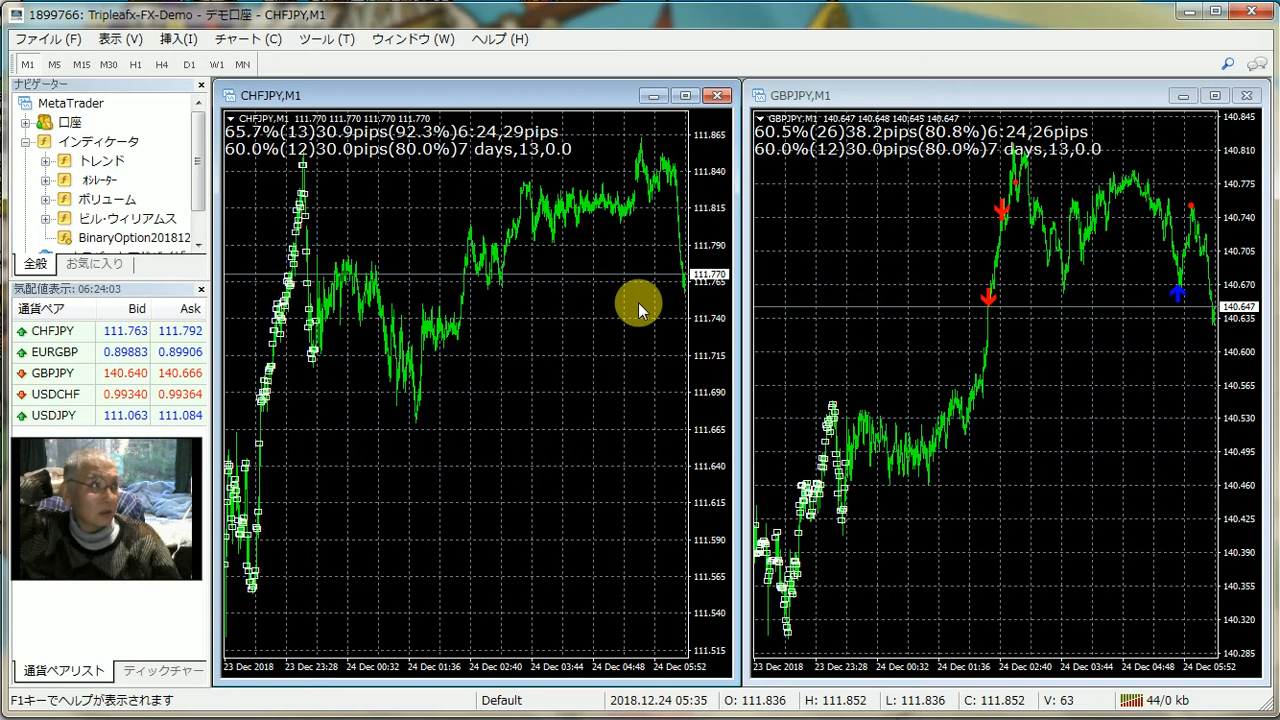 1899766: Tripleafx-FX-Demo - デモ口座 - CHFJPY,M1
ファイル (F) 表示 (V) 挿入(I) チャート (C) ツール (T) ウィンドウ (W) ヘルプ (H)
M1 M5 M15 M30 H1 H4 D1 W1 MN
ナビゲーター
MetaTrader
口座
インディケータ
トレンド
オシレーター
ボリューム
ビル・ウィリアムス
BinaryOption201812
全般 お気に入り
気配値表示: 06:24:03
通貨ペア Bid Ask
CHFJPY 111.763 111.792
EURGBP 0.89883 0.89906
GBPJPY 140.640 140.666
USDCHF 0.99340 0.99364
USDJPY 111.063 111.084
通貨ペアリスト ティックチャー
CHFJPY,M1
CHFJPY,M1 111.770 111.770 111.770 111.770
65.7%(13)30.9pips(92.3%)6:24,29pips
60.0%(12)30.0pips(80.0%)7 days,13,0.0
111.865
111.840
111.815
111.790
111.770
111.765
111.740
111.715
111.690
111.665
111.640
111.615
111.590
111.565
111.540
111.515
23 Dec 2018 23 Dec 23:28 24 Dec 00:32 24 Dec 01:36 24 Dec 02:40 24 Dec 03:44 24 Dec 04:48 24 Dec 05:52
GBPJPY,M1
GBPJPY,M1 140.647 140.648 140.645 140.647
60.5%(26)38.2pips(80.8%)6:24,26pips
60.0%(12)30.0pips(80.0%)7 days,13,0.0
140.845
140.810
140.775
140.740
140.705
140.670
140.647
140.635
140.600
140.565
140.530
140.495
140.460
140.425
140.390
140.355
140.320
140.285
23 Dec 2018 23 Dec 23:28 24 Dec 00:32 24 Dec 01:36 24 Dec 02:40 24 Dec 03:44 24 Dec 04:48 24 Dec 05:52
F1キーでヘルプが表示されます Default 2018.12.24 05:35 O: 111.836 H: 111.852 L: 111.836 C: 111.852 V: 63 44/0 kb